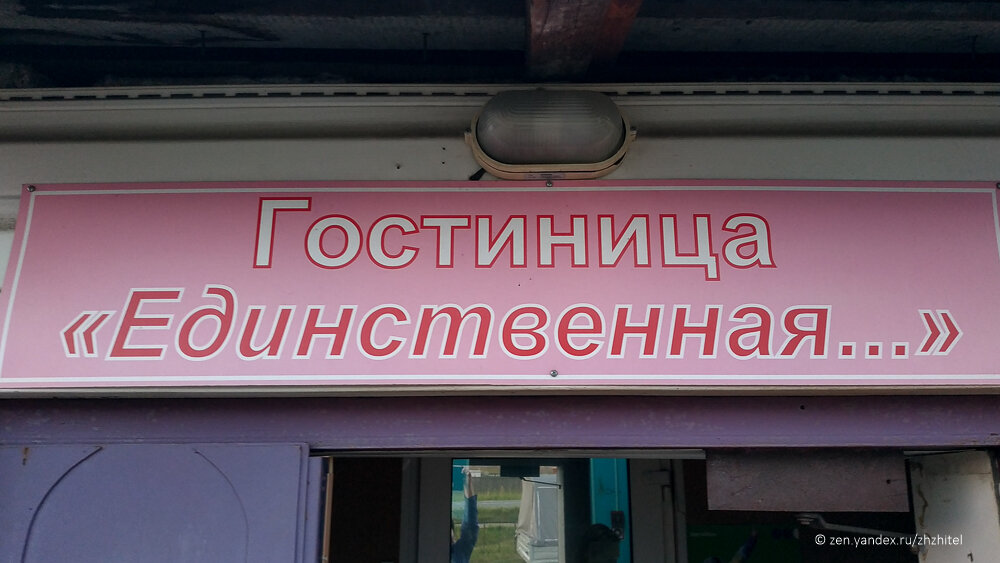 Гостиница
«Единственная...»
© zen.yandex.ru/zhzhitel